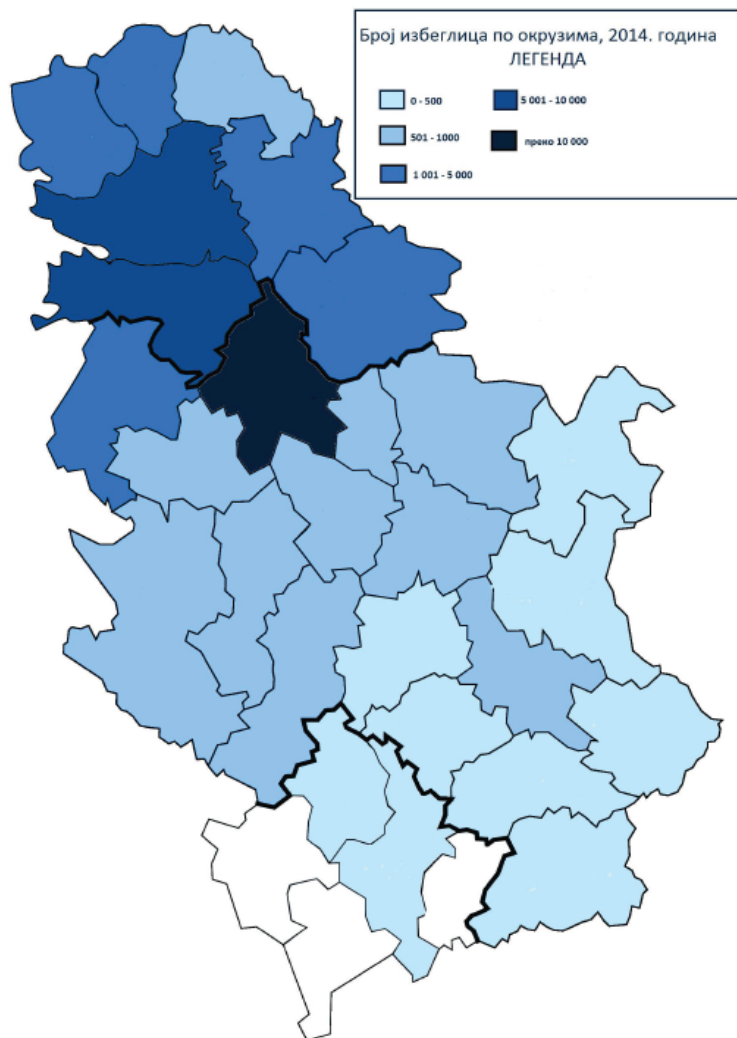 Број избеглица по окрузима, 2014. година
ЛЕГЕНДА
0 - 500
5 001 - 10 000
501 - 1000
преко 10 000
1 001 - 5 000